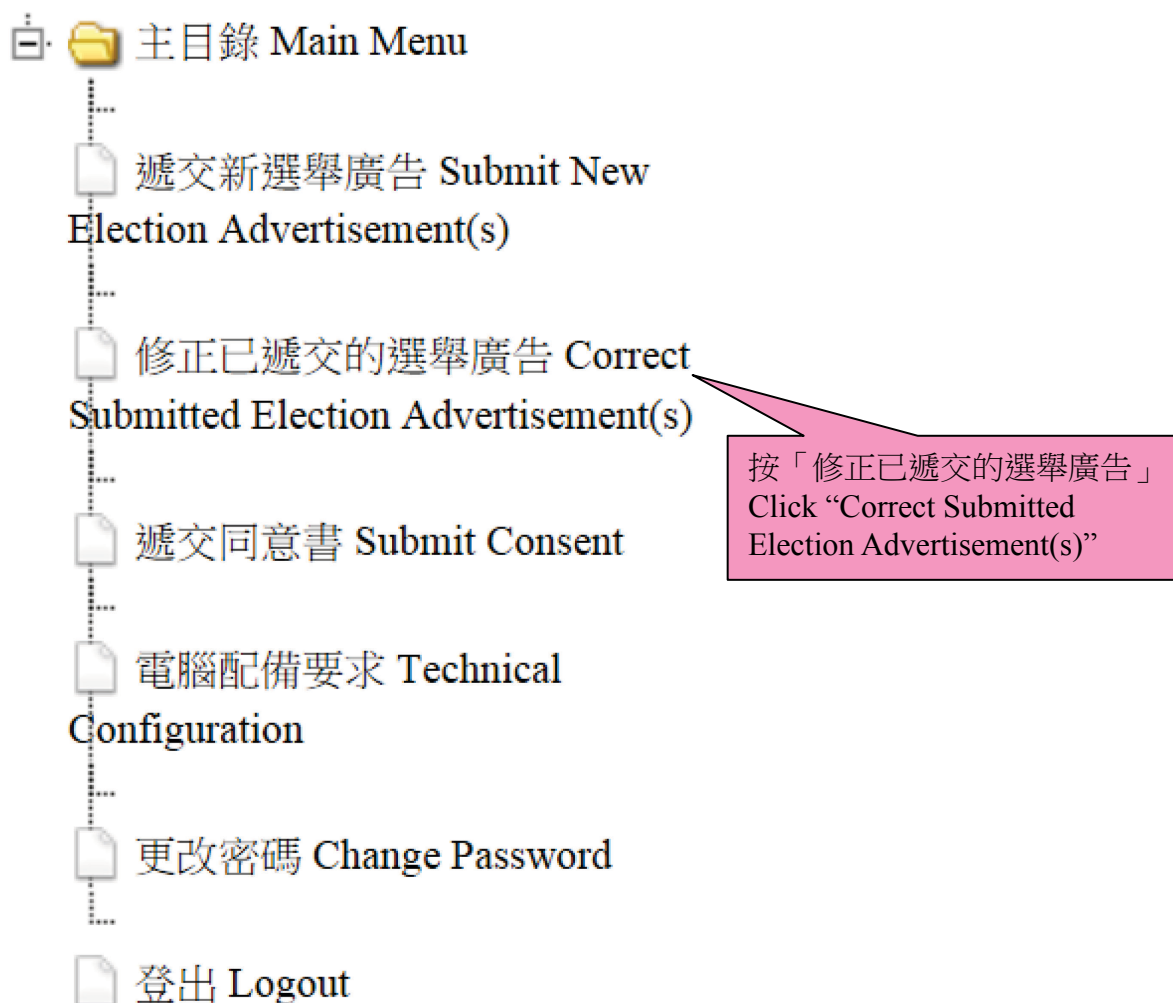 主目錄 Main Menu
遞交新選舉廣告 Submit New
Election Advertisement(s)
修正已遞交的選舉廣告 Correct
Submitted Election Advertisement(s)
按「修正已遞交的選舉廣告」
Click “Correct Submitted
Election Advertisement(s)”
遞交同意書 Submit Consent
電腦配備要求 Technical
Configuration
更改密碼 Change Password
登出 Logout